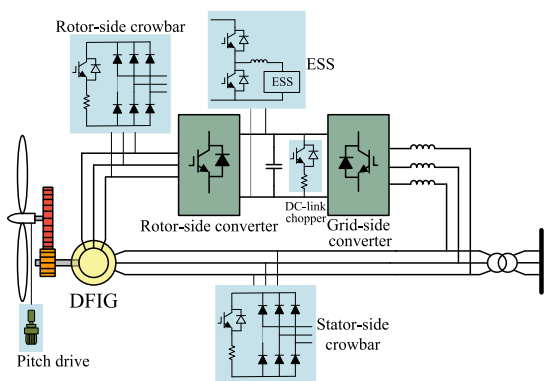 Rotor-side crowbar
ESS
ESS
Rotor-side converter
DC-link
chopper
Grid-side
converter
DFIG
Stator-side
crowbar
Pitch drive